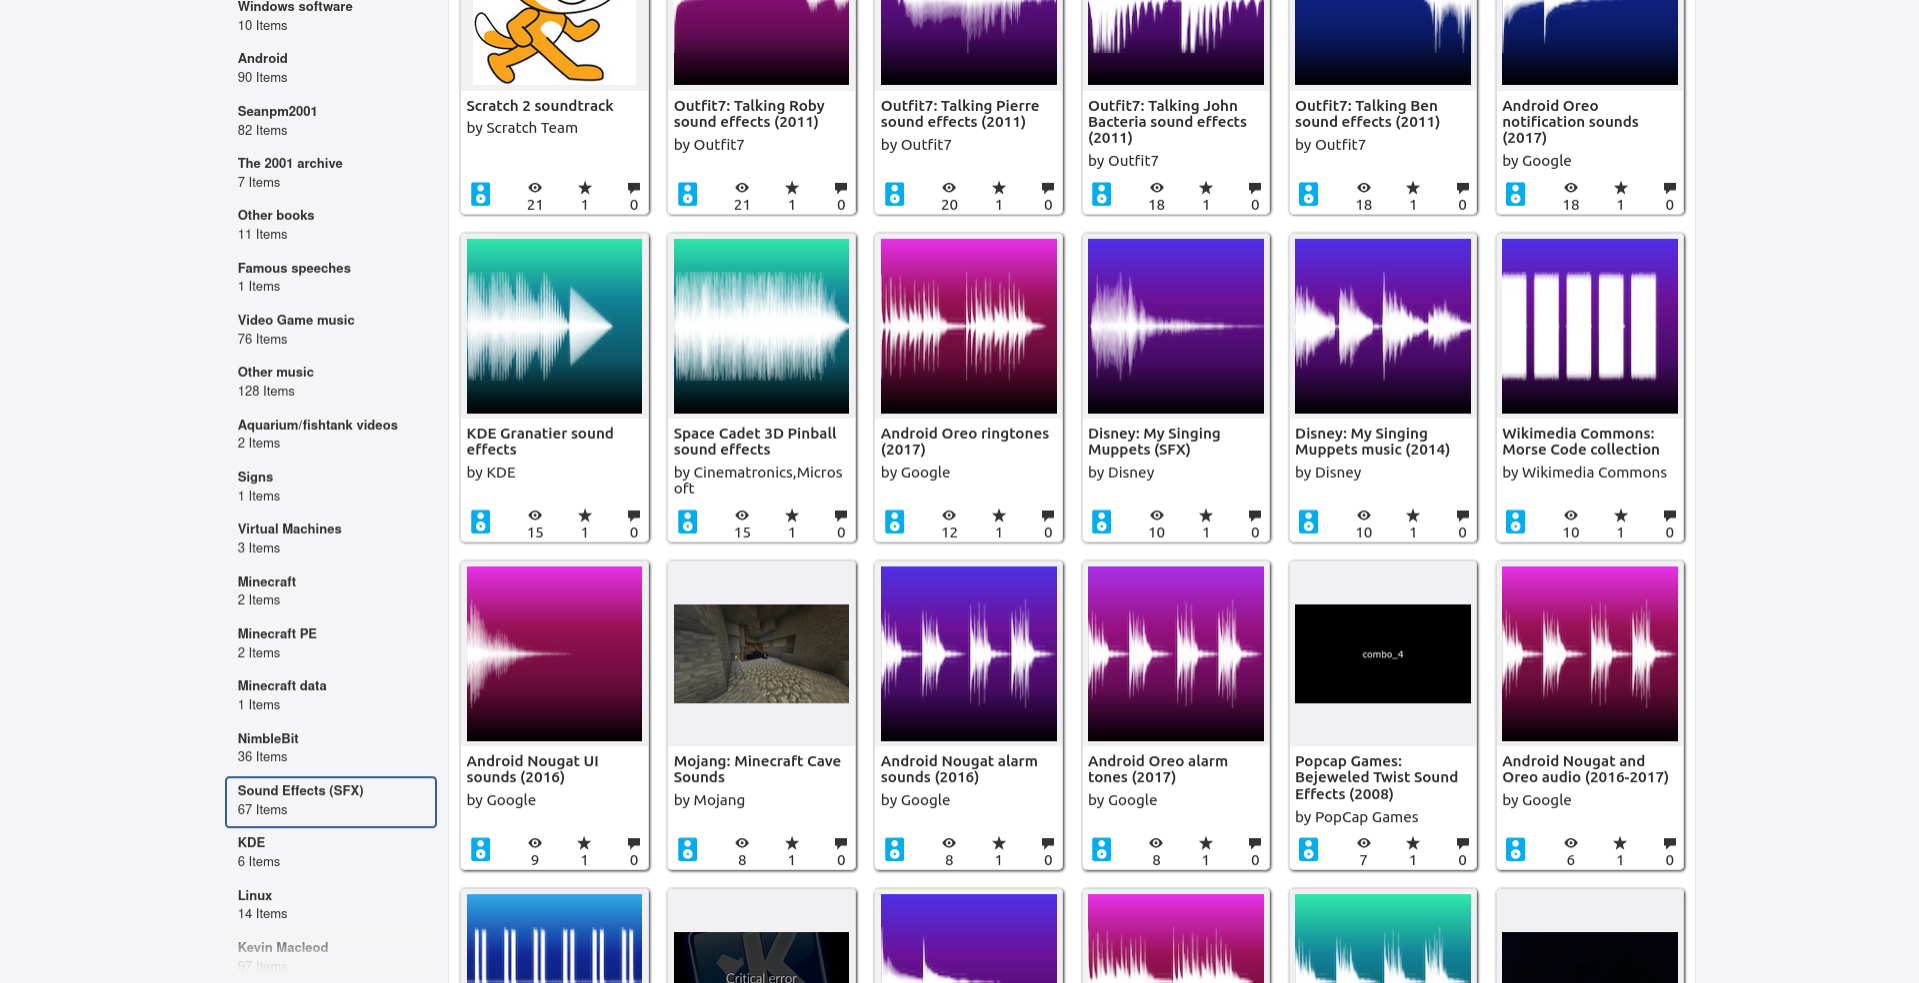 Windows software
10 Items
Android
90 Items
Seanpm2001
82 Items
The 2001 archive
7 Items
Other books
11 Items
Famous speeches
1 Items
Video Game music
76 Items
Other music
128 Items
Aquarium/fishtank videos
2 Items
Signs
1 Items
Virtual Machines
3 Items
Minecraft
2 Items
Minecraft PE
2 Items
Minecraft data
1 Items
NimbleBit
36 Items
Sound Effects (SFX)
67 Items
KDE
6 Items
Linux
14 Items
Kevin Macleod
97 Items
Scratch 2 soundtrack
by Scratch Team
21 1 0
Outfit7: Talking Roby
sound effects (2011)
by Outfit7
21 1 0
Outfit7: Talking Pierre
sound effects (2011)
by Outfit7
20 1 0
Outfit7: Talking John
Bacteria sound effects
(2011)
by Outfit7
18 1 0
Outfit7: Talking Ben
sound effects (2011)
by Outfit7
18 1 0
Android Oreo
notification sounds
(2017)
by Google
18 1 0
KDE Granatier sound
effects
by KDE
15 1 0
Space Cadet 3D Pinball
sound effects
by Cinematronics,Micros
oft
15 1 0
Android Oreo ringtones
(2017)
by Google
12 1 0
Disney: My Singing
Muppets (SFX)
by Disney
10 1 0
Disney: My Singing
Muppets music (2014)
by Disney
10 1 0
Wikimedia Commons:
Morse Code collection
by Wikimedia Commons
10 1 0
Android Nougat UI
sounds (2016)
by Google
9 1 0
Mojang: Minecraft Cave
Sounds
by Mojang
8 1 0
Android Nougat alarm
sounds (2016)
by Google
8 1 0
Android Oreo alarm
tones (2017)
by Google
8 1 0
combo_4
Popcap Games:
Bejeweled Twist Sound
Effects (2008)
by PopCap Games
7 1 0
Android Nougat and
Oreo audio (2016-2017)
by Google
6 1 0
Critical error